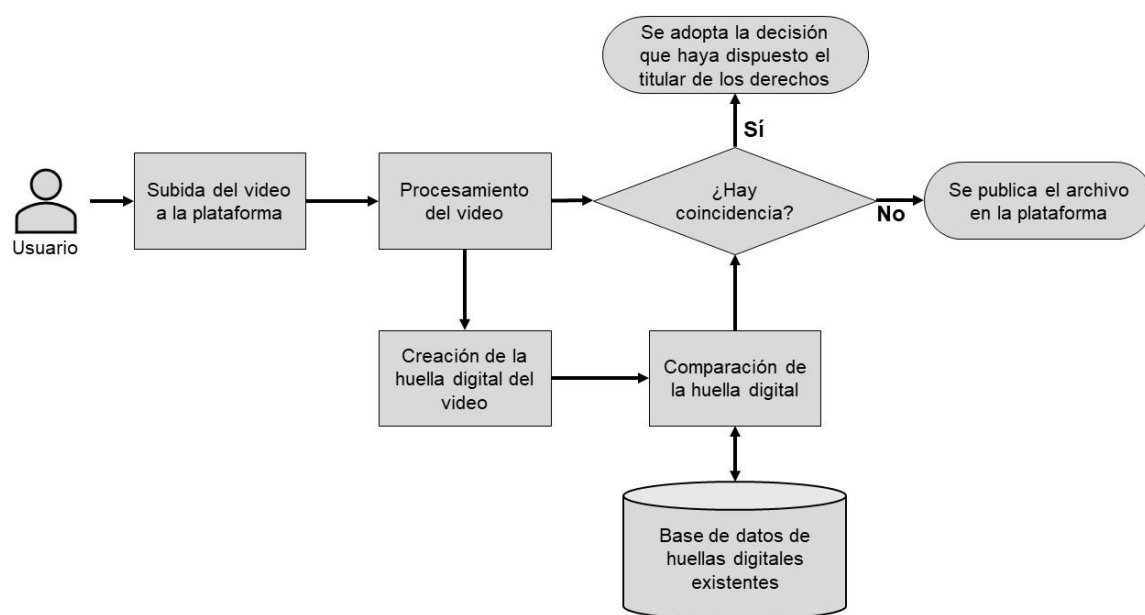 Se adopta la decisión
que haya dispuesto el
titular de los derechos
Sí
Usuario
Subida del video
a la plataforma
Procesamiento
del video
¿Hay
coincidencia?
No
Se publica el archivo
en la plataforma
Creación de la
huella digital del
video
Comparación de
la huella digital
Base de datos de
huellas digitales
existentes